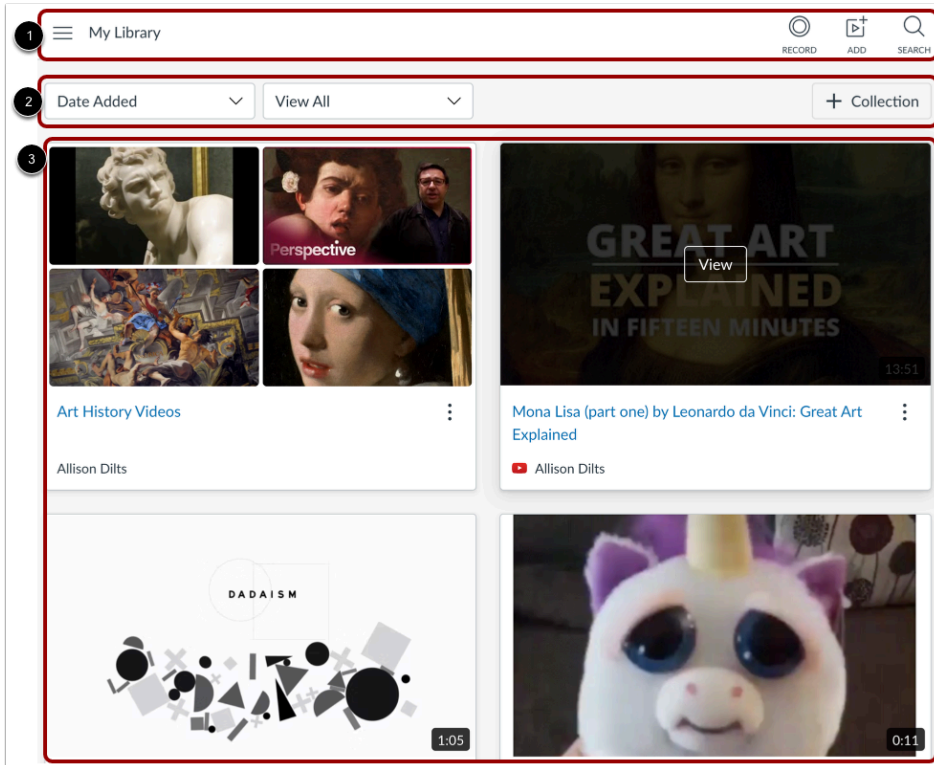 1
My Library
RECORD
ADD
SEARCH
2
Date Added
View All
+ Collection
3
Perspective
GREAT ART
EXPLAINED
IN FIFTEEN MINUTES
View
13:51
Art History Videos
Mona Lisa (part one) by Leonardo da Vinci: Great Art
Explained
Allison Dilts
Allison Dilts
DADAISM
1:05
0:11